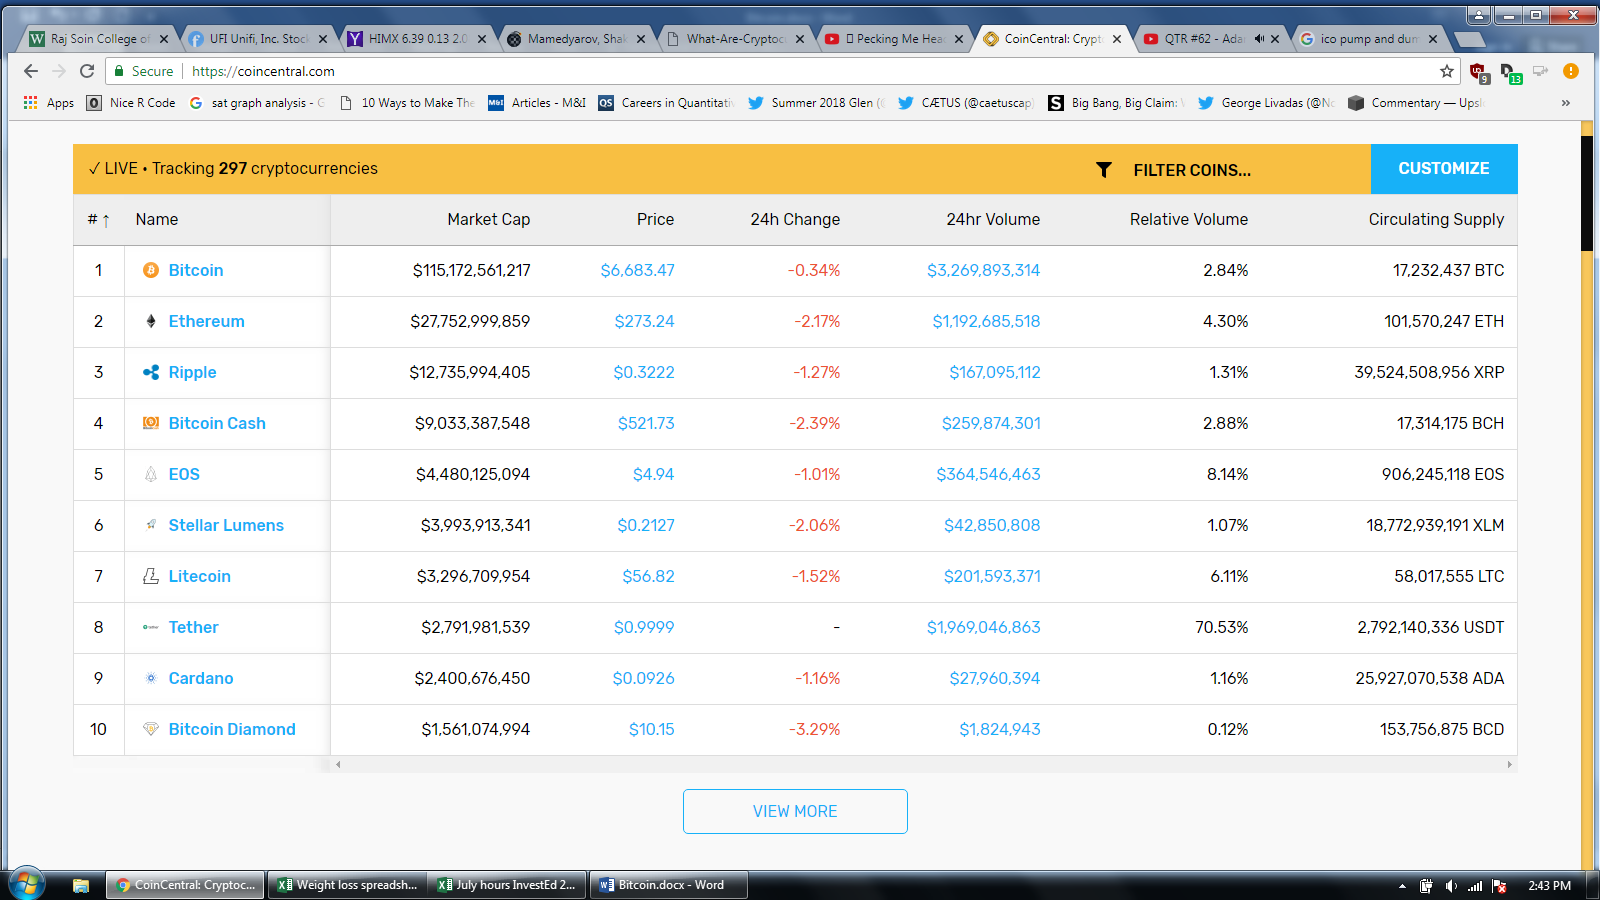 Raj Soin College of
UFI Unifi, Inc. Stock
HIMX 6.39 0.13 2.0
Mamedyarov, Shak
What-Are-Cryptoc
Pecking Me Head
CoinCentral: Crypt
QTR #62 - Adam
ico pump and dum
Secure
https://coincentral.com
9
13
Apps
Nice R Code
sat graph analysis - G
10 Ways to Make The
M&I
Articles - M&I
QS
Careers in Quantitativ
Summer 2018 Glen (
CÆTUS (@caetuscap
Big Bang, Big Claim:
George Livadas (@No
Commentary — Upsl
»
✓ LIVE • Tracking 297 cryptocurrencies
FILTER COINS...
CUSTOMIZE
# ↑ Name Market Cap Price 24h Change 24hr Volume Relative Volume Circulating Supply
1 Bitcoin $115,172,561,217 $6,683.47 -0.34% $3,269,893,314 2.84% 17,232,437 BTC
2 Ethereum $27,752,999,859 $273.24 -2.17% $1,192,685,518 4.30% 101,570,247 ETH
3 Ripple $12,735,994,405 $0.3222 -1.27% $167,095,112 1.31% 39,524,508,956 XRP
4 Bitcoin Cash $9,033,387,548 $521.73 -2.39% $259,874,301 2.88% 17,314,175 BCH
5 EOS $4,480,125,094 $4.94 -1.01% $364,546,463 8.14% 906,245,118 EOS
6 Stellar Lumens $3,993,913,341 $0.2127 -2.06% $42,850,808 1.07% 18,772,939,191 XLM
7 Litecoin $3,296,709,954 $56.82 -1.52% $201,593,371 6.11% 58,017,555 LTC
8 Tether $2,791,981,539 $0.9999 - $1,969,046,863 70.53% 2,792,140,336 USDT
9 Cardano $2,400,676,450 $0.0926 -1.16% $27,960,394 1.16% 25,927,070,538 ADA
10 Bitcoin Diamond $1,561,074,994 $10.15 -3.29% $1,824,943 0.12% 153,756,875 BCD
VIEW MORE
CoinCentral: Cryptoc...
Weight loss spreadsh...
July hours InvestEd 2...
Bitcoin.docx - Word
2:43 PM